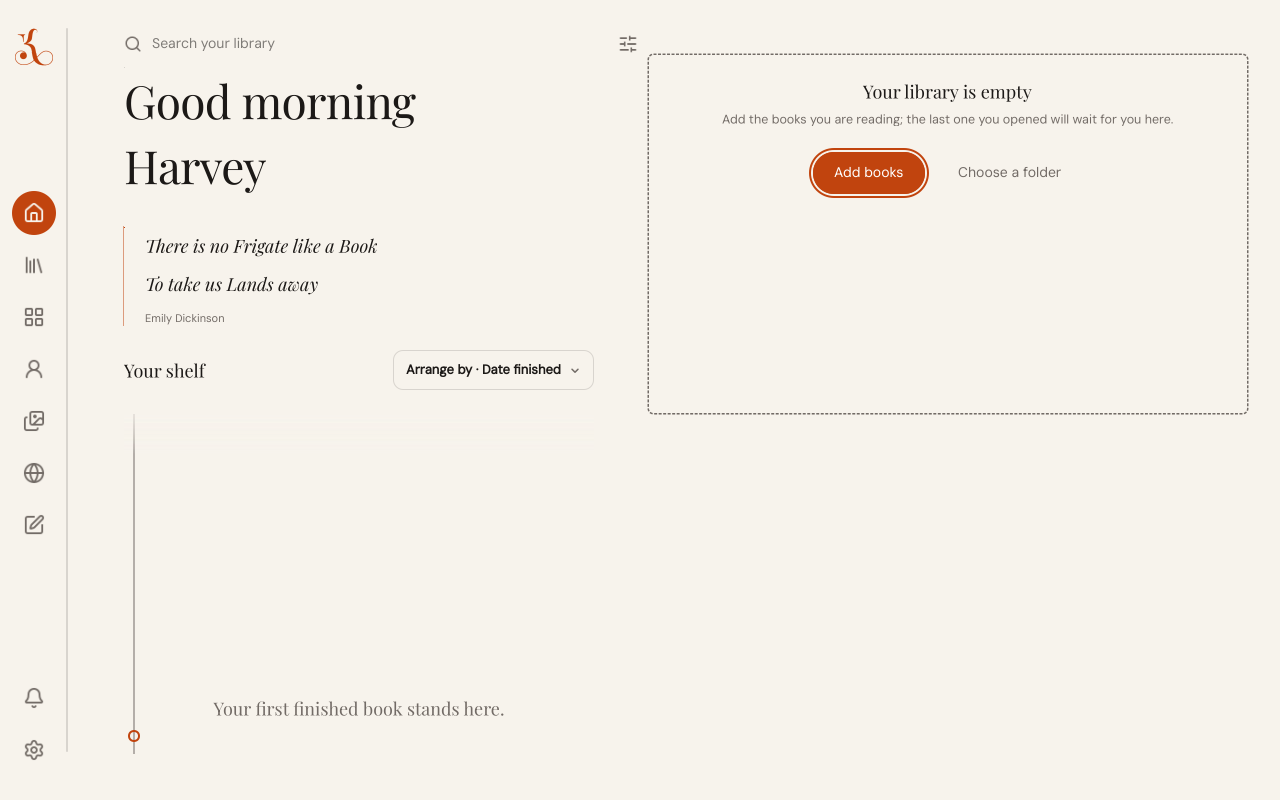 Search your library
Good morning
Harvey
There is no Frigate like a Book
To take us Lands away
Emily Dickinson
Your shelf
Arrange by · Date finished
Your first finished book stands here.
Your library is empty
Add the books you are reading; the last one you opened will wait for you here.
Add books
Choose a folder